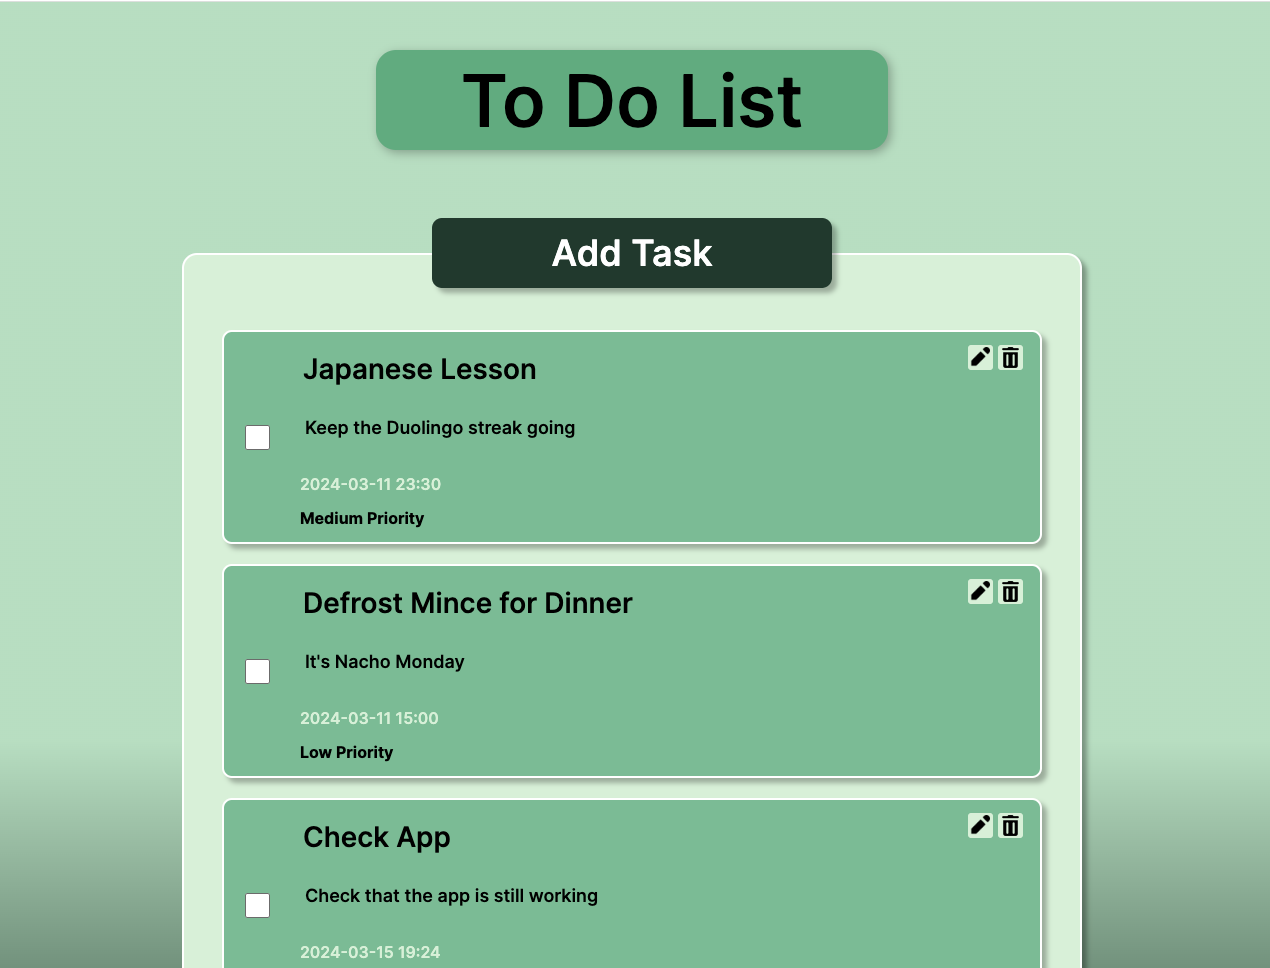 To Do List
Add Task
Japanese Lesson
Keep the Duolingo streak going
2024-03-11 23:30
Medium Priority
Defrost Mince for Dinner
It's Nacho Monday
2024-03-11 15:00
Low Priority
Check App
Check that the app is still working
2024-03-15 19:24